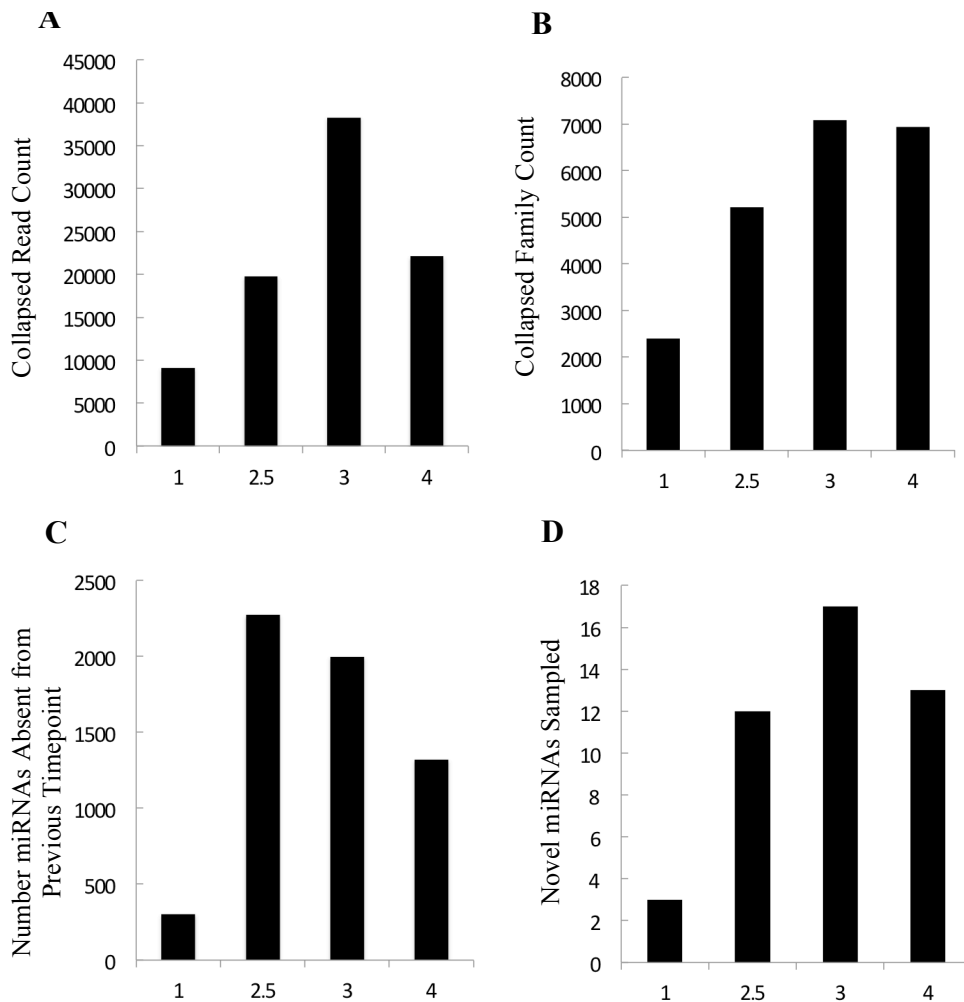 A
Collapsed Read Count
45000
40000
35000
30000
25000
20000
15000
10000
5000
0
1 2.5 3 4
B
Collapsed Family Count
8000
7000
6000
5000
4000
3000
2000
1000
0
1 2.5 3 4
C
Number miRNAs Absent from
Previous Timepoint
2500
2000
1500
1000
500
0
1 2.5 3 4
D
Novel miRNAs Sampled
18
16
14
12
10
8
6
4
2
0
1 2.5 3 4